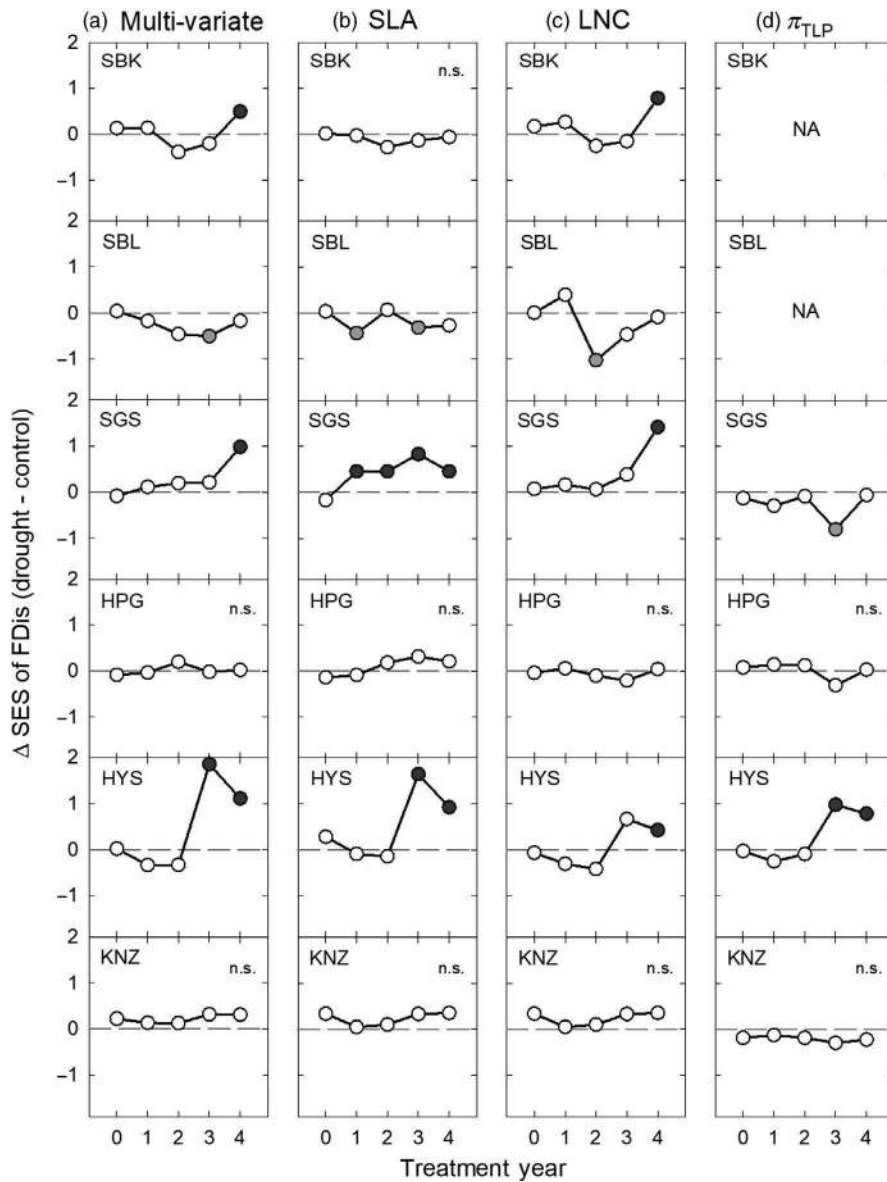 (a) Multi-variate (b) SLA (c) LNC (d) πTLP
2 SBK SBK n.s. SBK SBK
1
0 NA
−1
2 SBL SBL SBL SBL
1
0 NA
−1
2 SGS SGS SGS SGS
1
0
−1
2 HPG n.s. HPG n.s. HPG n.s. HPG n.s.
1
0
−1
2 HYS HYS HYS HYS
1
0
−1
2 KNZ n.s. KNZ n.s. KNZ n.s. KNZ n.s.
1
0
−1
Δ SES of FDis (drought - control)
0 1 2 3 4 0 1 2 3 4 0 1 2 3 4 0 1 2 3 4
Treatment year